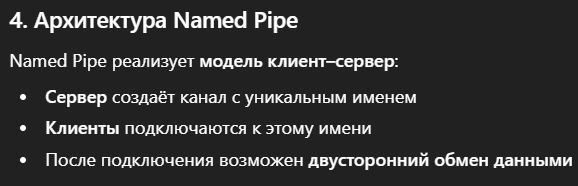 4. Архитектура Named Pipe
Named Pipe реализует модель клиент–сервер:
• Сервер создаёт канал с уникальным именем
• Клиенты подключаются к этому имени
• После подключения возможен двусторонний обмен данными